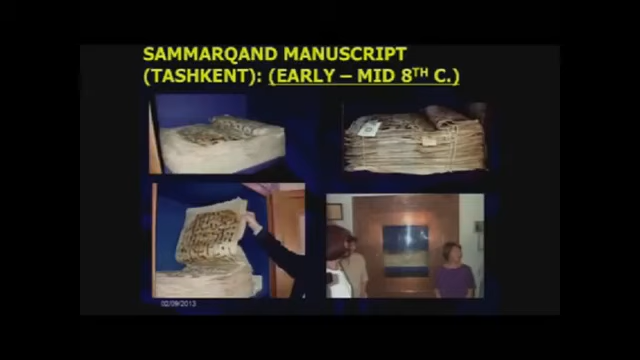 SAMMARQAND MANUSCRIPT
(TASHKENT): (EARLY – MID 8TH C.)
02/09/2013